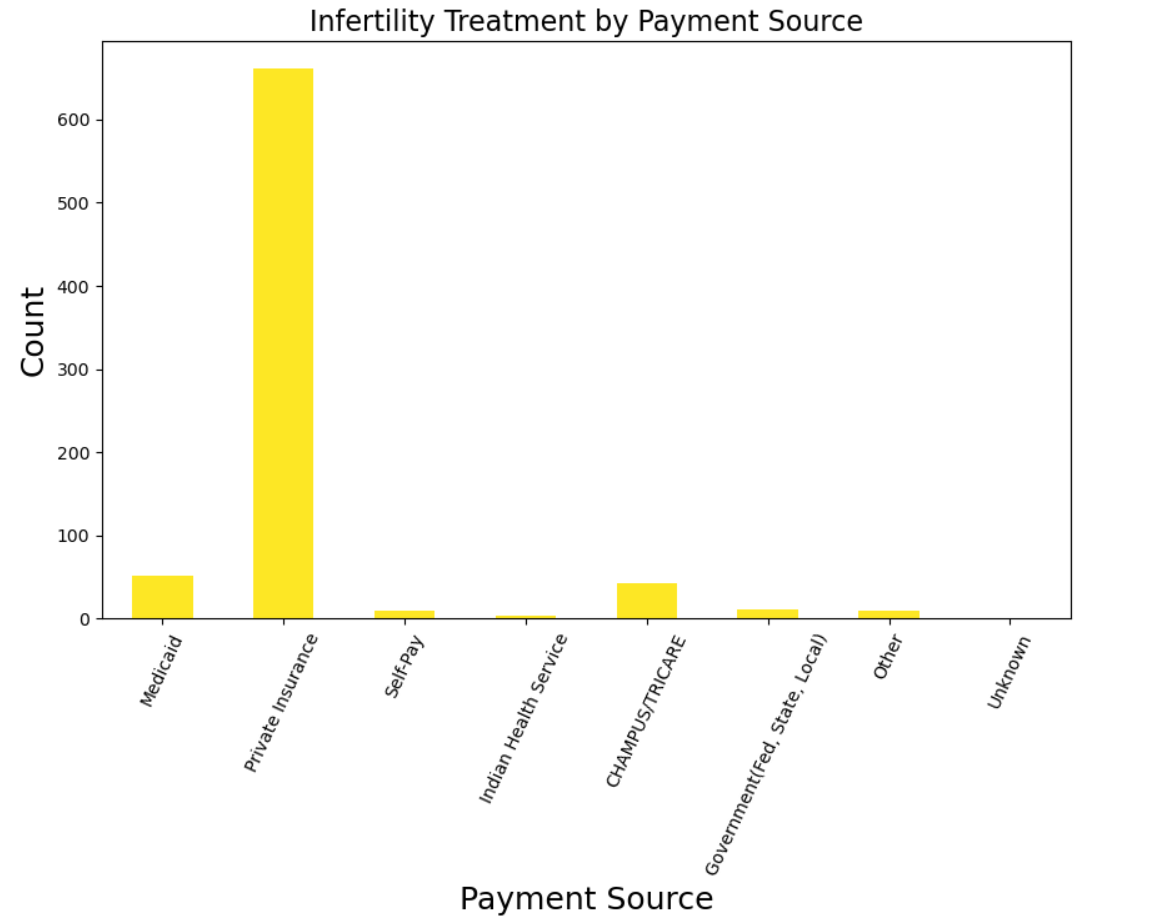 Infertility Treatment by Payment Source
Count
600
500
400
300
200
100
0
Medicaid
Private Insurance
Self-Pay
Indian Health Service
CHAMPUS/TRICARE
Government(Fed, State, Local)
Other
Unknown
Payment Source